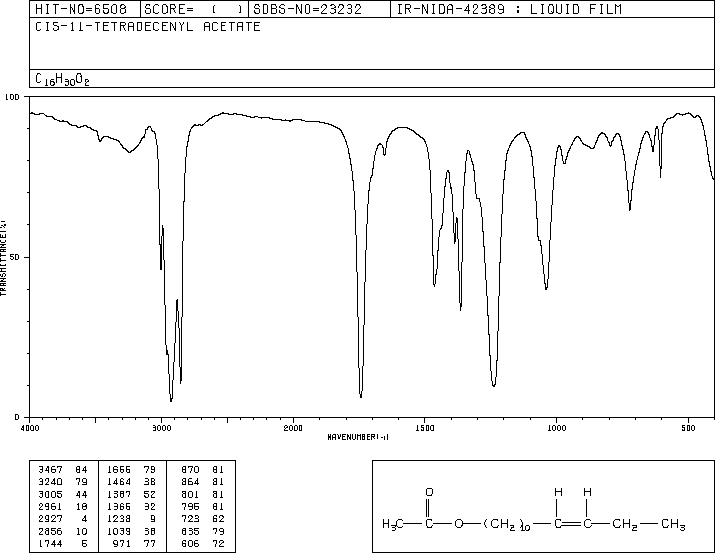 HIT-NO=6508 SCORE= ( ) SDBS-NO=23232 IR-NIDA-42389 : LIQUID FILM
CIS-11-TETRADECENYL ACETATE
C16H30O2
100
50
0
TRANSMITTANCE(%)
4000 3000 2000 1500 1000 500
WAVENUMBER(-1)
3467 84 1666 79 870 81
3240 79 1464 38 864 81
3005 44 1387 52 801 81
2961 18 1366 32 796 81
2927 4 1238 9 723 62
2856 10 1039 38 635 79
1744 5 971 77 606 72
O H H
H3C—C—O—(CH2)10—C=C—CH2—CH3